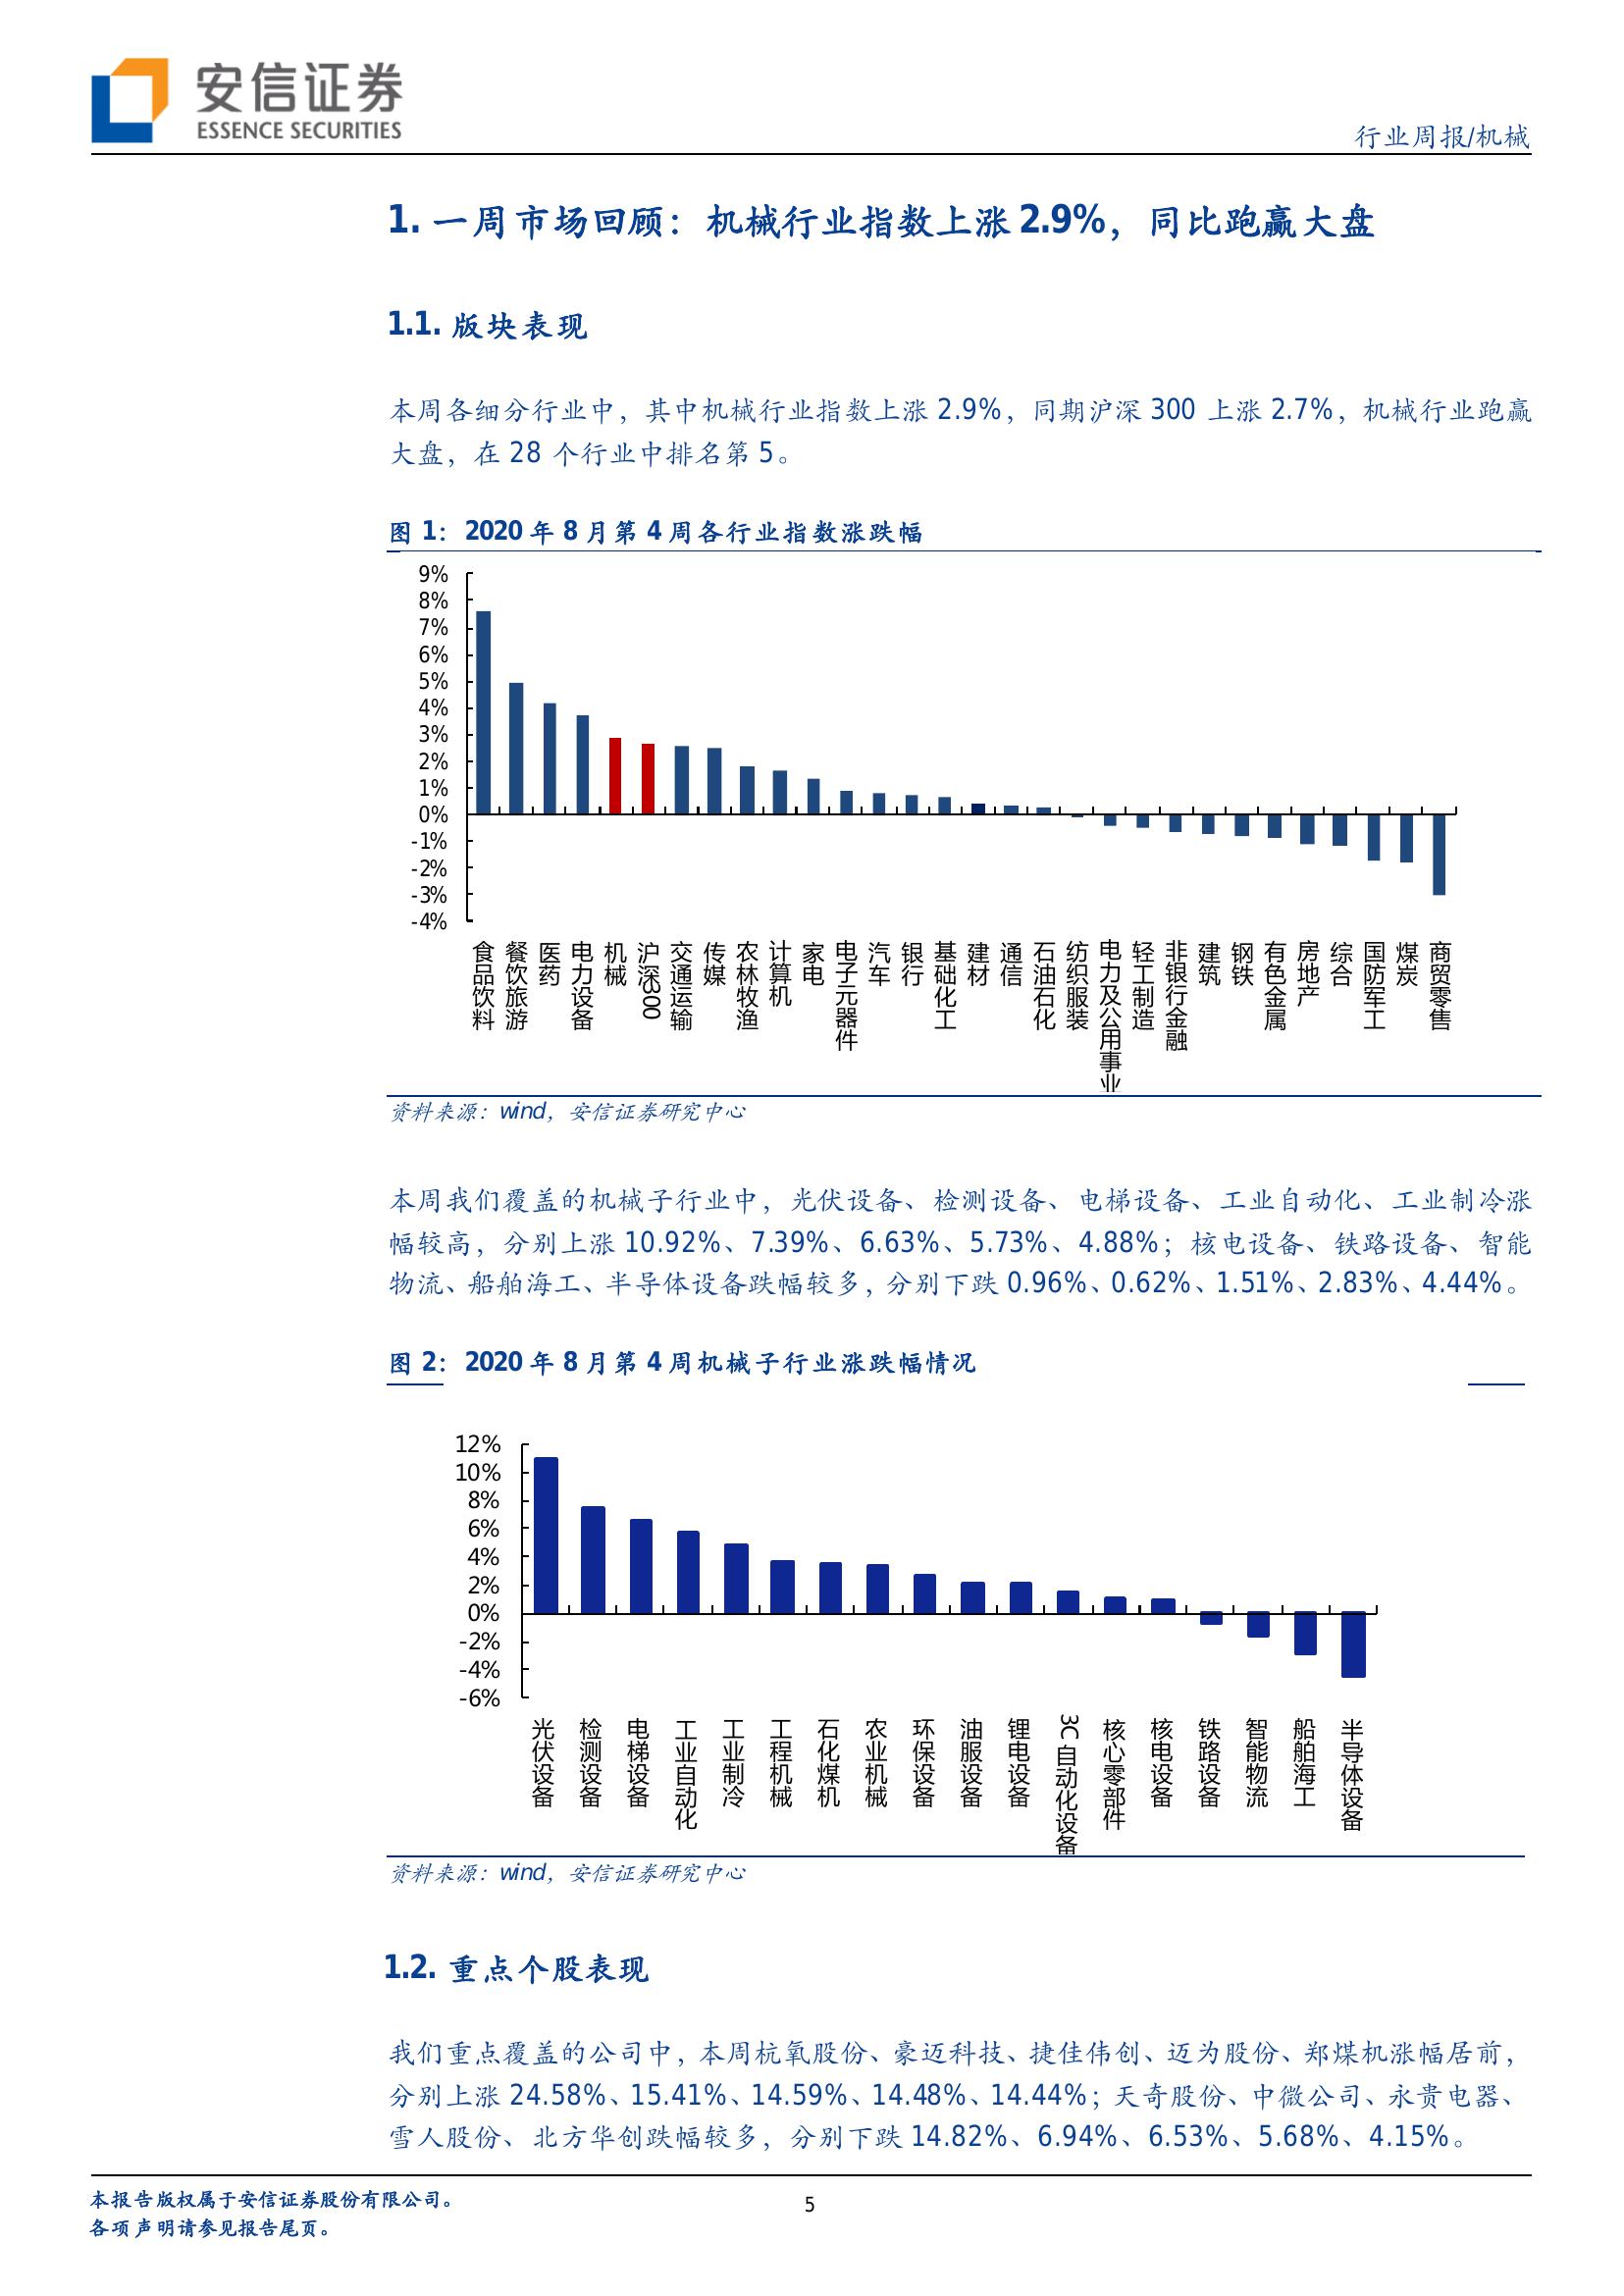 安信证券
ESSENCE SECURITIES
行业周报/机械
1. 一周市场回顾：机械行业指数上涨 2.9%，同比跑赢大盘
1.1. 版块表现
本周各细分行业中，其中机械行业指数上涨 2.9%，同期沪深 300 上涨 2.7%，机械行业跑赢
大盘，在 28 个行业中排名第 5。
图 1：2020 年 8 月第 4 周各行业指数涨跌幅
9%
8%
7%
6%
5%
4%
3%
2%
1%
0%
-1%
-2%
-3%
-4%
食品饮料
餐饮旅游
医药
电力设备
机械
沪深300
交通运输
传媒
农林牧渔
计算机
家电
电子元器件
汽车
银行
基础化工
建材
通信
石油石化
纺织服装
电力及公用事业
轻工制造
非银行金融
建筑
钢铁
有色金属
房地产
综合
国防军工
煤炭
商贸零售
资料来源：wind，安信证券研究中心
本周我们覆盖的机械子行业中，光伏设备、检测设备、电梯设备、工业自动化、工业制冷涨
幅较高，分别上涨 10.92%、7.39%、6.63%、5.73%、4.88%；核电设备、铁路设备、智能
物流、船舶海工、半导体设备跌幅较多，分别下跌 0.96%、0.62%、1.51%、2.83%、4.44%。
图 2：2020 年 8 月第 4 周机械子行业涨跌幅情况
12%
10%
8%
6%
4%
2%
0%
-2%
-4%
-6%
光伏设备
检测设备
电梯设备
工业自动化
工业制冷
工程机械
石化煤机
农业机械
环保设备
油服设备
锂电设备
3C 自动化设备
核心零部件
核电设备
铁路设备
智能物流
船舶海工
半导体设备
资料来源：wind，安信证券研究中心
1.2. 重点个股表现
我们重点覆盖的公司中，本周杭氧股份、豪迈科技、捷佳伟创、迈为股份、郑煤机涨幅居前，
分别上涨 24.58%、15.41%、14.59%、14.48%、14.44%；天奇股份、中微公司、永贵电器、
雪人股份、北方华创跌幅较多，分别下跌 14.82%、6.94%、6.53%、5.68%、4.15%。
本报告版权属于安信证券股份有限公司。
各项声明请参见报告尾页。
5